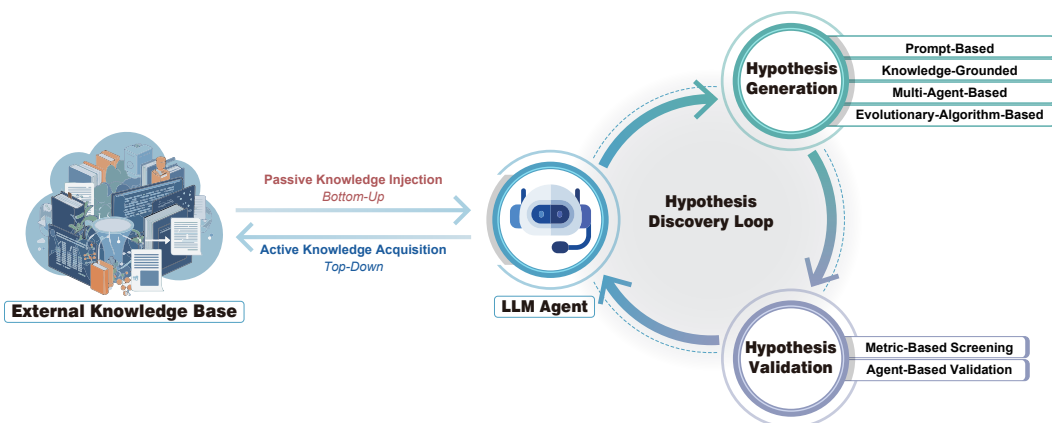 Passive Knowledge Injection
Bottom-Up
Active Knowledge Acquisition
Top-Down
External Knowledge Base
LLM Agent
Hypothesis
Discovery Loop
Hypothesis
Generation
Prompt-Based
Knowledge-Grounded
Multi-Agent-Based
Evolutionary-Algorithm-Based
Hypothesis
Validation
Metric-Based Screening
Agent-Based Validation